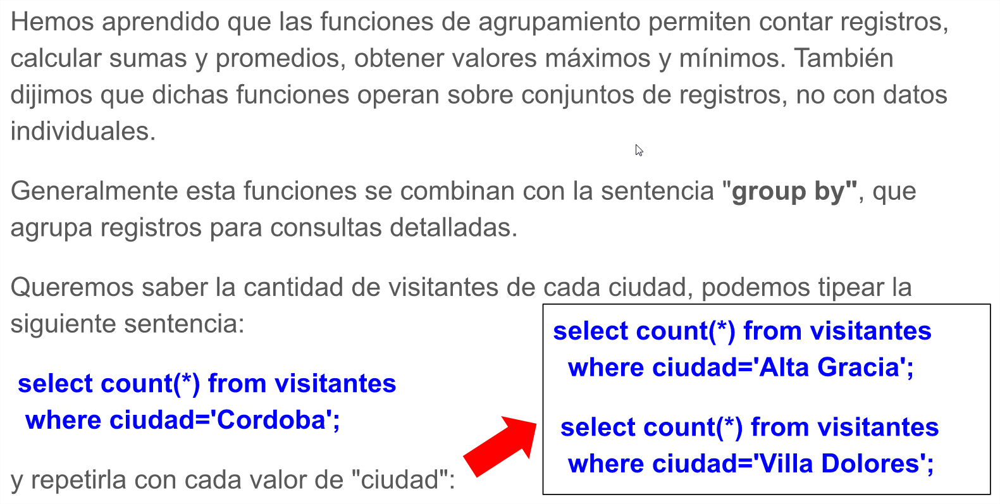 Hemos aprendido que las funciones de agrupamiento permiten contar registros,
calcular sumas y promedios, obtener valores máximos y mínimos. También
dijimos que dichas funciones operan sobre conjuntos de registros, no con datos
individuales.
Generalmente esta funciones se combinan con la sentencia "group by", que
agrupa registros para consultas detalladas.
Queremos saber la cantidad de visitantes de cada ciudad, podemos tipear la
siguiente sentencia:
select count(*) from visitantes
where ciudad='Cordoba';
y repetirla con cada valor de "ciudad":
select count(*) from visitantes
where ciudad='Alta Gracia';
select count(*) from visitantes
where ciudad='Villa Dolores';